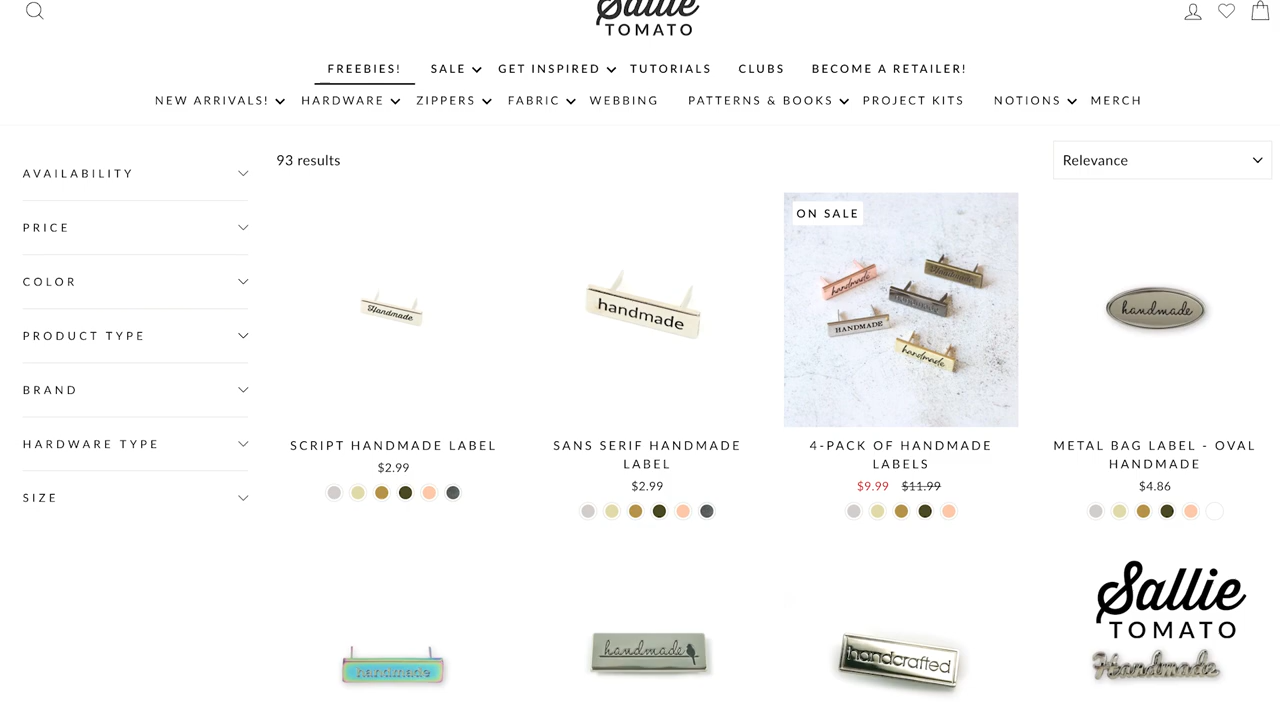 Sallie
TOMATO
FREEBIES!
SALE
GET INSPIRED
TUTORIALS
CLUBS
BECOME A RETAILER!
NEW ARRIVALS!
HARDWARE
ZIPPERS
FABRIC
WEBBING
PATTERNS & BOOKS
PROJECT KITS
NOTIONS
MERCH
AVAILABILITY
PRICE
COLOR
PRODUCT TYPE
BRAND
HARDWARE TYPE
SIZE
93 results
Relevance
Handmade
handmade
ON SALE
handmade
Handmade
HANDMADE
handmade
handmade
SCRIPT HANDMADE LABEL
$2.99
SANS SERIF HANDMADE
LABEL
$2.99
4-PACK OF HANDMADE
LABELS
$9.99 $11.99
METAL BAG LABEL - OVAL
HANDMADE
$4.86
handmade
handmade
handcrafted
Sallie
TOMATO
Handmade